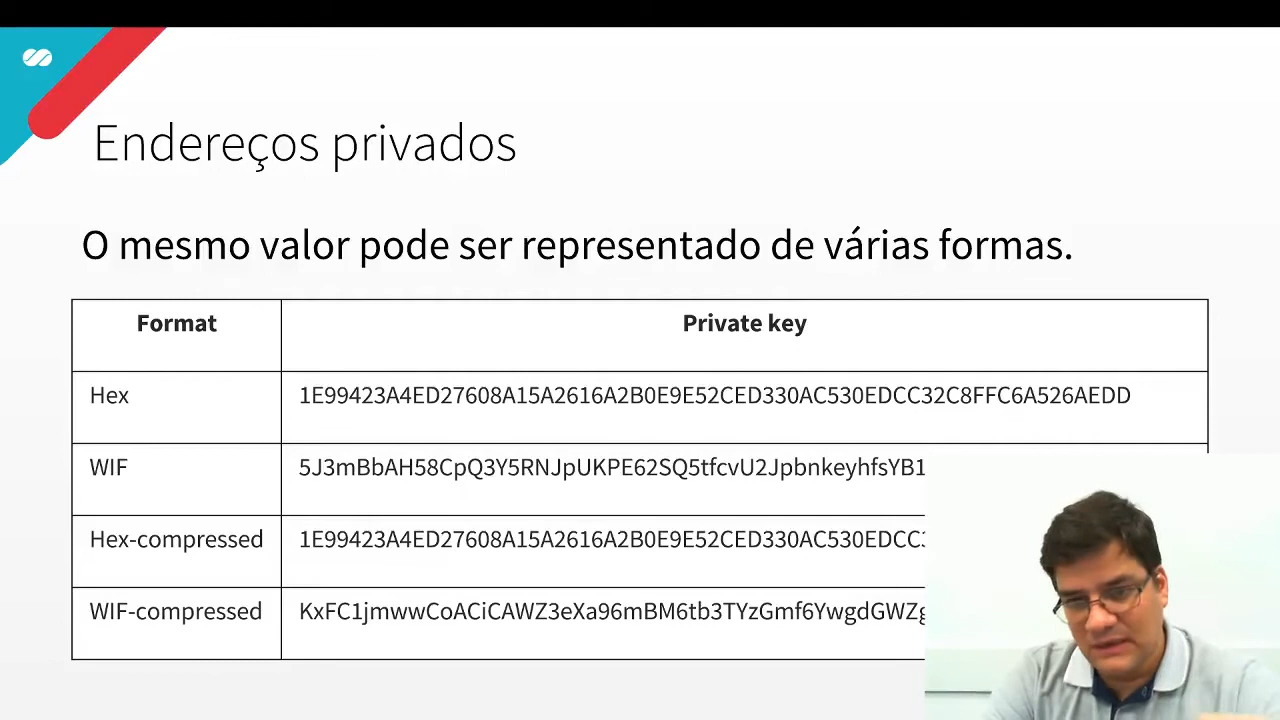 Endereços privados
O mesmo valor pode ser representado de várias formas.
Format Private key
Hex 1E99423A4ED27608A15A2616A2B0E9E52CED330AC530EDCC32C8FFC6A526AEDD
WIF 5J3mBbAH58CpQ3Y5RNJpUKPE62SQ5tfcvU2JpbnkeyhfsYB1
Hex-compressed 1E99423A4ED27608A15A2616A2B0E9E52CED330AC530EDCC
WIF-compressed KxFC1jmwwCoACiCAWZ3eXa96mBM6tb3TYzGmf6YwgdGWZ